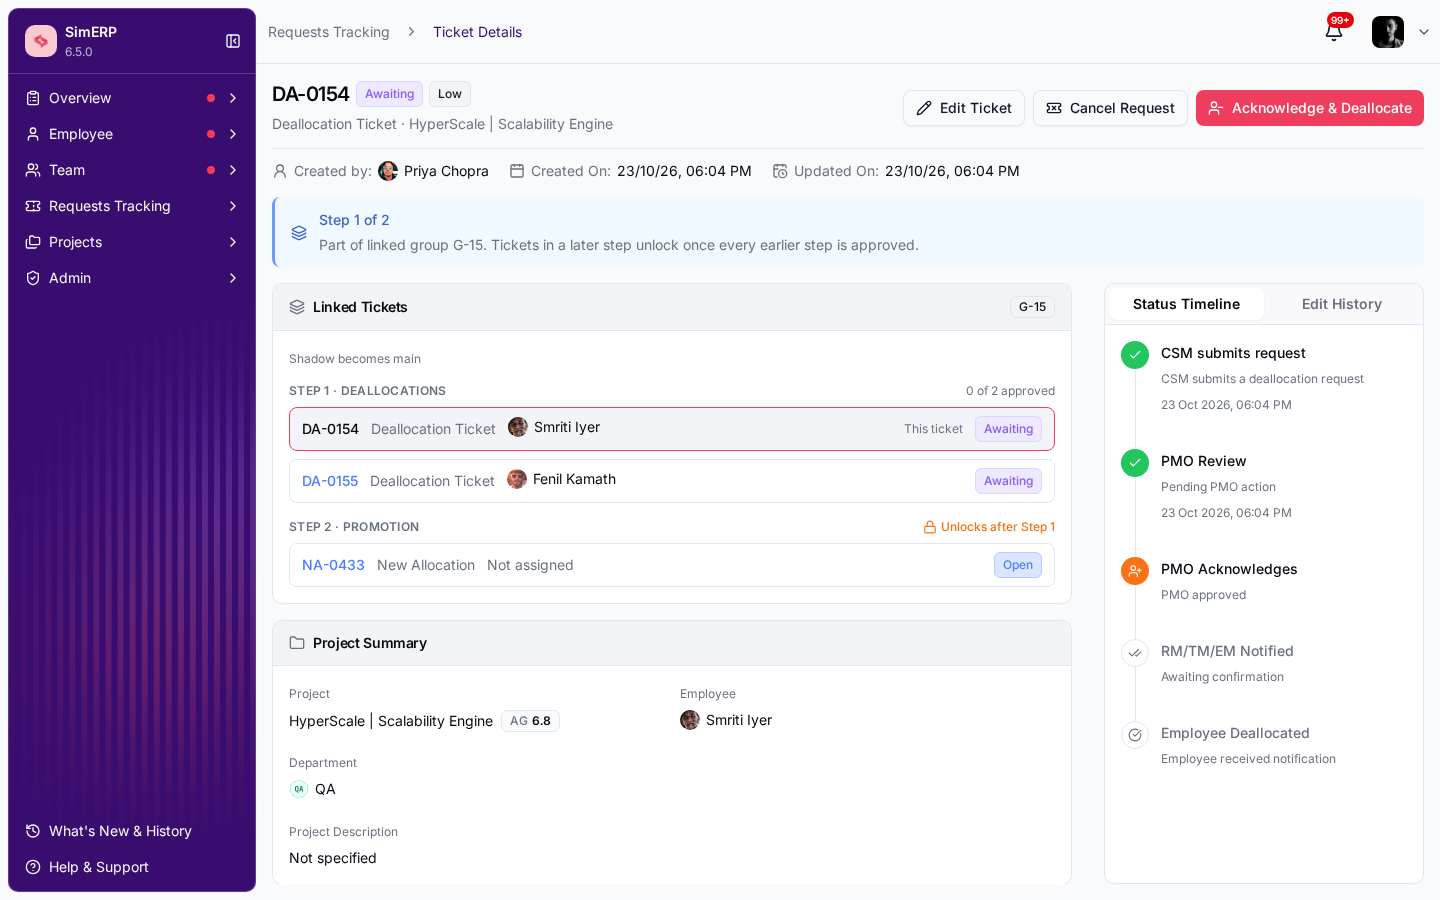 SimERP
6.5.0
Overview
Employee
Team
Requests Tracking
Projects
Admin
What's New & History
Help & Support
Requests Tracking
Ticket Details
99+
DA-0154
Awaiting
Low
Deallocation Ticket · HyperScale | Scalability Engine
Edit Ticket
Cancel Request
Acknowledge & Deallocate
Created by: Priya Chopra
Created On: 23/10/26, 06:04 PM
Updated On: 23/10/26, 06:04 PM
Step 1 of 2
Part of linked group G-15. Tickets in a later step unlock once every earlier step is approved.
Linked Tickets
G-15
Shadow becomes main
STEP 1 · DEALLOCATIONS
0 of 2 approved
DA-0154 Deallocation Ticket Smriti Iyer This ticket Awaiting
DA-0155 Deallocation Ticket Fenil Kamath Awaiting
STEP 2 · PROMOTION
Unlocks after Step 1
NA-0433 New Allocation Not assigned Open
Project Summary
Project
HyperScale | Scalability Engine AG 6.8
Employee
Smriti Iyer
Department
QA QA
Project Description
Not specified
Status Timeline
Edit History
CSM submits request
CSM submits a deallocation request
23 Oct 2026, 06:04 PM
PMO Review
Pending PMO action
23 Oct 2026, 06:04 PM
PMO Acknowledges
PMO approved
RM/TM/EM Notified
Awaiting confirmation
Employee Deallocated
Employee received notification